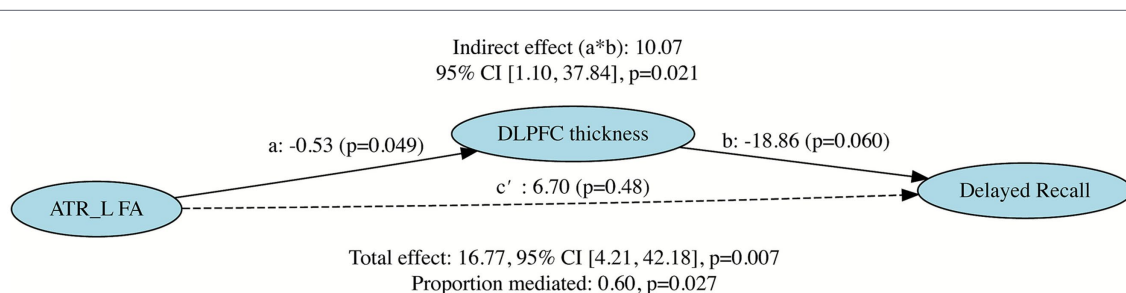 Indirect effect (a*b): 10.07
95% CI [1.10, 37.84], p=0.021
DLPFC thickness
a: -0.53 (p=0.049)
b: -18.86 (p=0.060)
c′ : 6.70 (p=0.48)
ATR_L FA
Delayed Recall
Total effect: 16.77, 95% CI [4.21, 42.18], p=0.007
Proportion mediated: 0.60, p=0.027